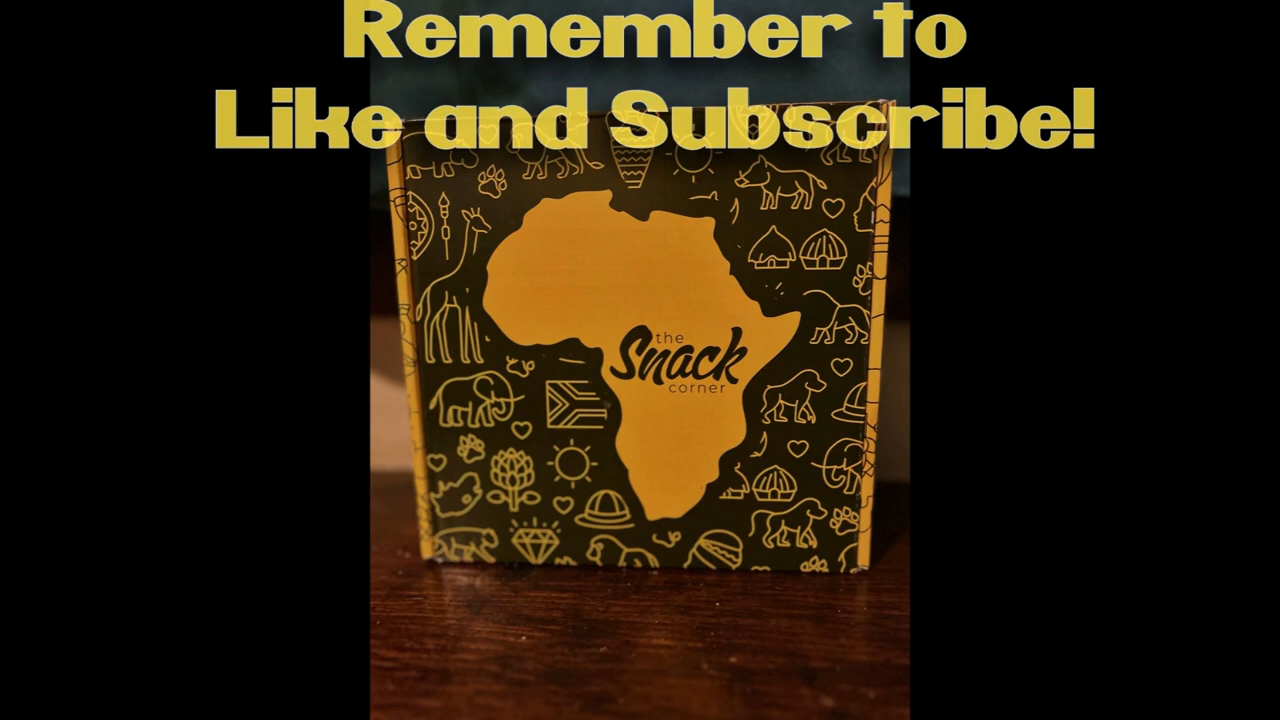 Remember to
Like and Subscribe!
the
Snack
corner